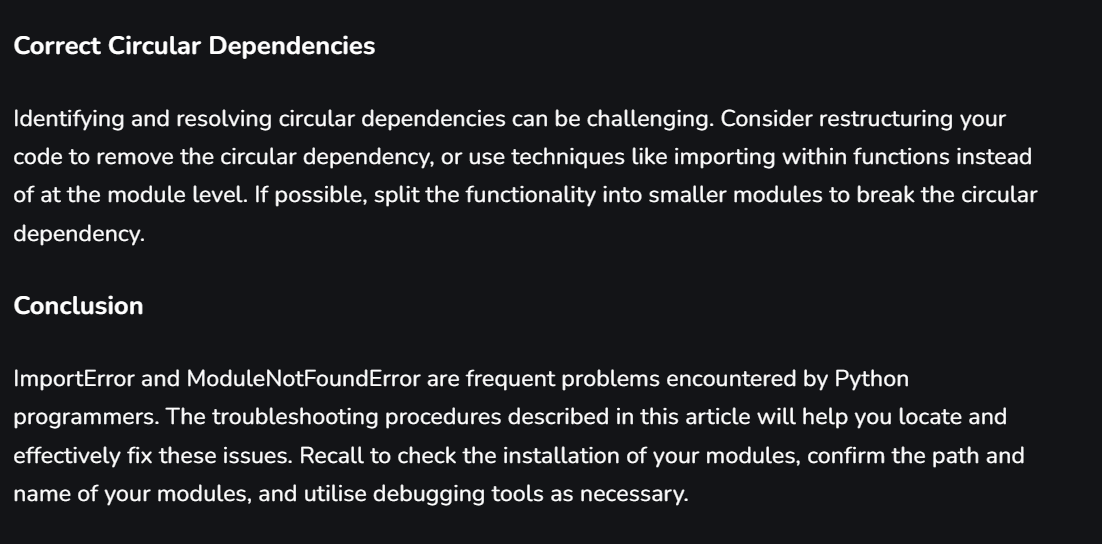 Correct Circular Dependencies
Identifying and resolving circular dependencies can be challenging. Consider restructuring your
code to remove the circular dependency, or use techniques like importing within functions instead
of at the module level. If possible, split the functionality into smaller modules to break the circular
dependency.
Conclusion
ImportError and ModuleNotFoundError are frequent problems encountered by Python
programmers. The troubleshooting procedures described in this article will help you locate and
effectively fix these issues. Recall to check the installation of your modules, confirm the path and
name of your modules, and utilise debugging tools as necessary.